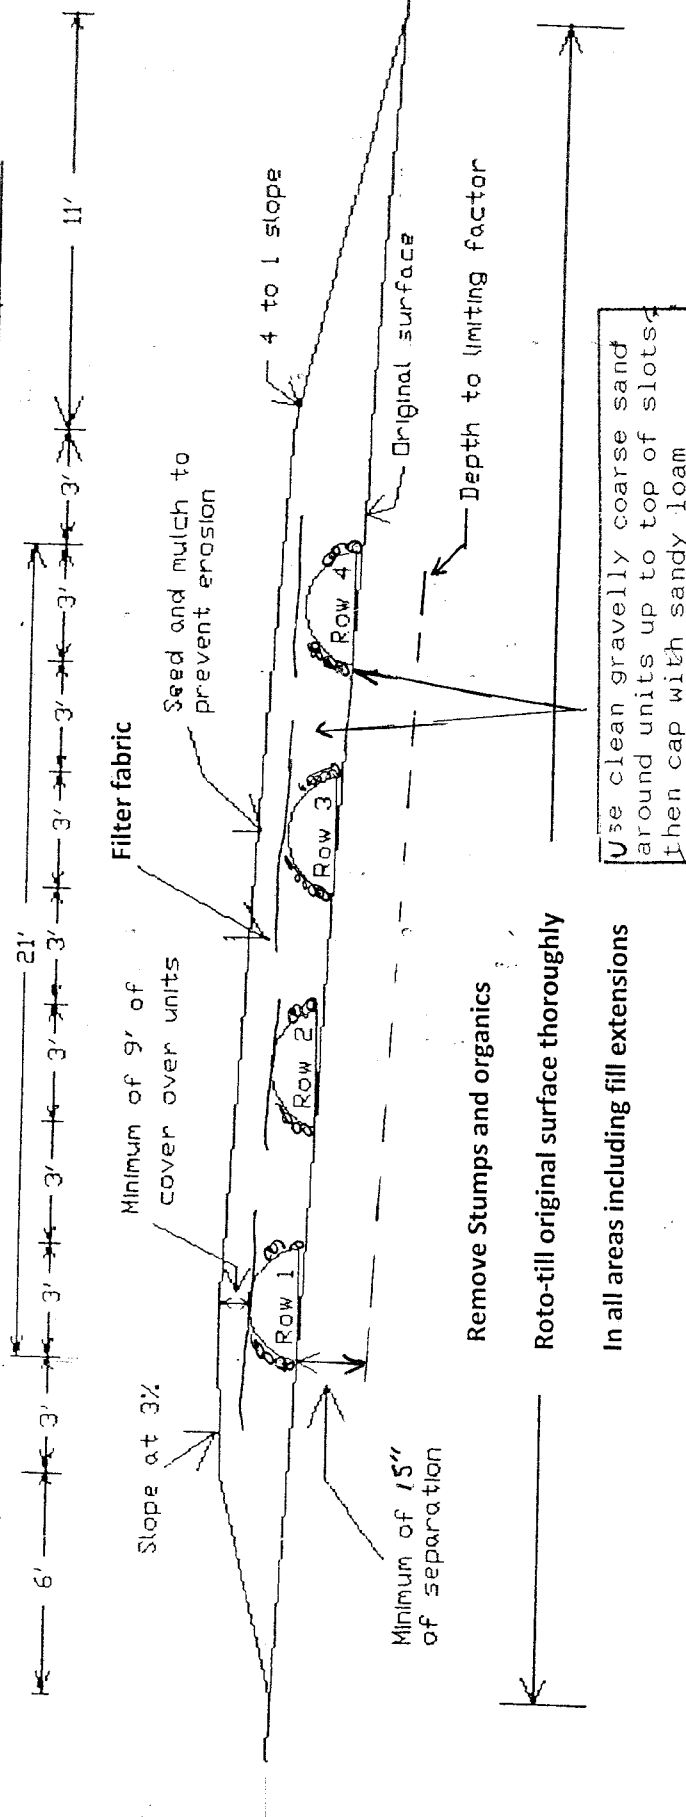 21'
6'
3'
3'
3'
3'
3'
3'
3'
3'
3'
11'
Slope at 3%
Minimum of 9' of
cover over units
Filter fabric
Seed and mulch to
prevent erosion
4 to 1 slope
Row 1
Row 2
Row 3
Row 4
Original surface
Depth to limiting factor
Minimum of 15"
of separation
Remove Stumps and organics
Roto-till original surface thoroughly
In all areas including fill extensions
Use clean gravelly coarse sand
around units up to top of slots,
then cap with sandy loam